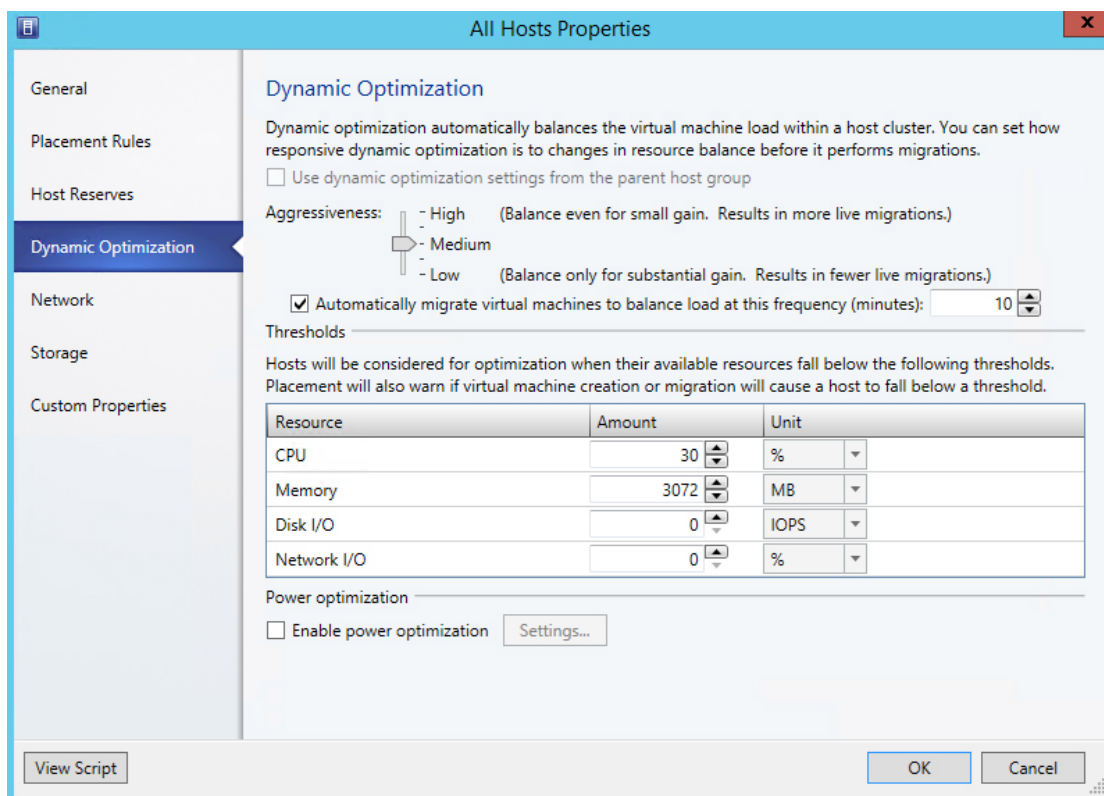 All Hosts Properties
x
General
Placement Rules
Host Reserves
Dynamic Optimization
Network
Storage
Custom Properties
Dynamic Optimization
Dynamic optimization automatically balances the virtual machine load within a host cluster. You can set how
responsive dynamic optimization is to changes in resource balance before it performs migrations.
Use dynamic optimization settings from the parent host group
Aggressiveness: - High (Balance even for small gain. Results in more live migrations.)
- Medium
- Low (Balance only for substantial gain. Results in fewer live migrations.)
Automatically migrate virtual machines to balance load at this frequency (minutes): 10
Thresholds
Hosts will be considered for optimization when their available resources fall below the following thresholds.
Placement will also warn if virtual machine creation or migration will cause a host to fall below a threshold.
Resource Amount Unit
CPU 30 %
Memory 3072 MB
Disk I/O 0 IOPS
Network I/O 0 %
Power optimization
Enable power optimization Settings...
View Script OK Cancel